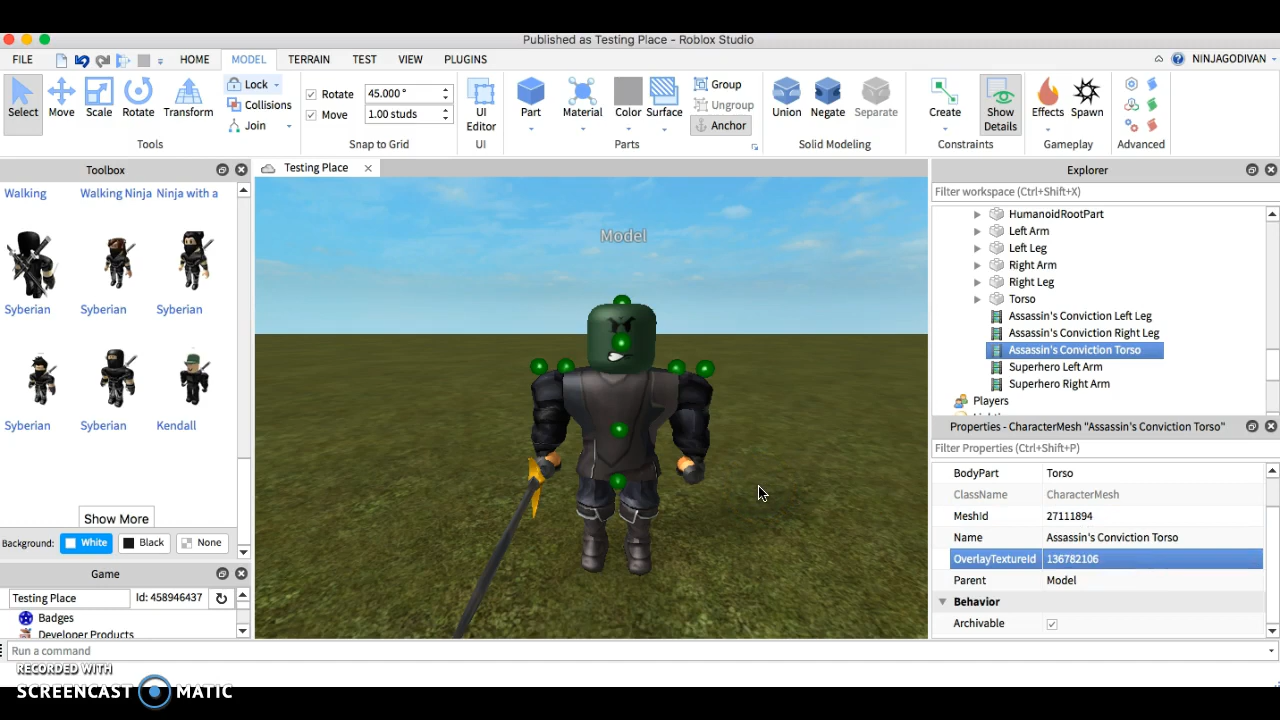 Published as Testing Place - Roblox Studio
FILE HOME MODEL TERRAIN TEST VIEW PLUGINS NINJAGODIVAN
Select Move Scale Rotate Transform
Lock
Collisions
Join
Tools
Rotate 45.000 °
Move 1.00 studs
Snap to Grid
UI Editor
UI
Part Material Color Surface
Group
Ungroup
Anchor
Parts
Union Negate Separate
Solid Modeling
Create Show Details
Constraints
Effects Spawn
Gameplay
Advanced
Toolbox
Walking Walking Ninja Ninja with a
Syberian Syberian Syberian
Syberian Syberian Kendall
Show More
Background: White Black None
Game
Testing Place Id: 458946437
Badges
Developer Products
Testing Place
Model
Explorer
Filter workspace (Ctrl+Shift+X)
HumanoidRootPart
Left Arm
Left Leg
Right Arm
Right Leg
Torso
Assassin's Conviction Left Leg
Assassin's Conviction Right Leg
Assassin's Conviction Torso
Superhero Left Arm
Superhero Right Arm
Players
Properties - CharacterMesh "Assassin's Conviction Torso"
Filter Properties (Ctrl+Shift+P)
BodyPart Torso
ClassName CharacterMesh
MeshId 27111894
Name Assassin's Conviction Torso
OverlayTextureId 136782106
Parent Model
Behavior
Archivable
Run a command
RECORDED WITH
SCREENCAST MATIC